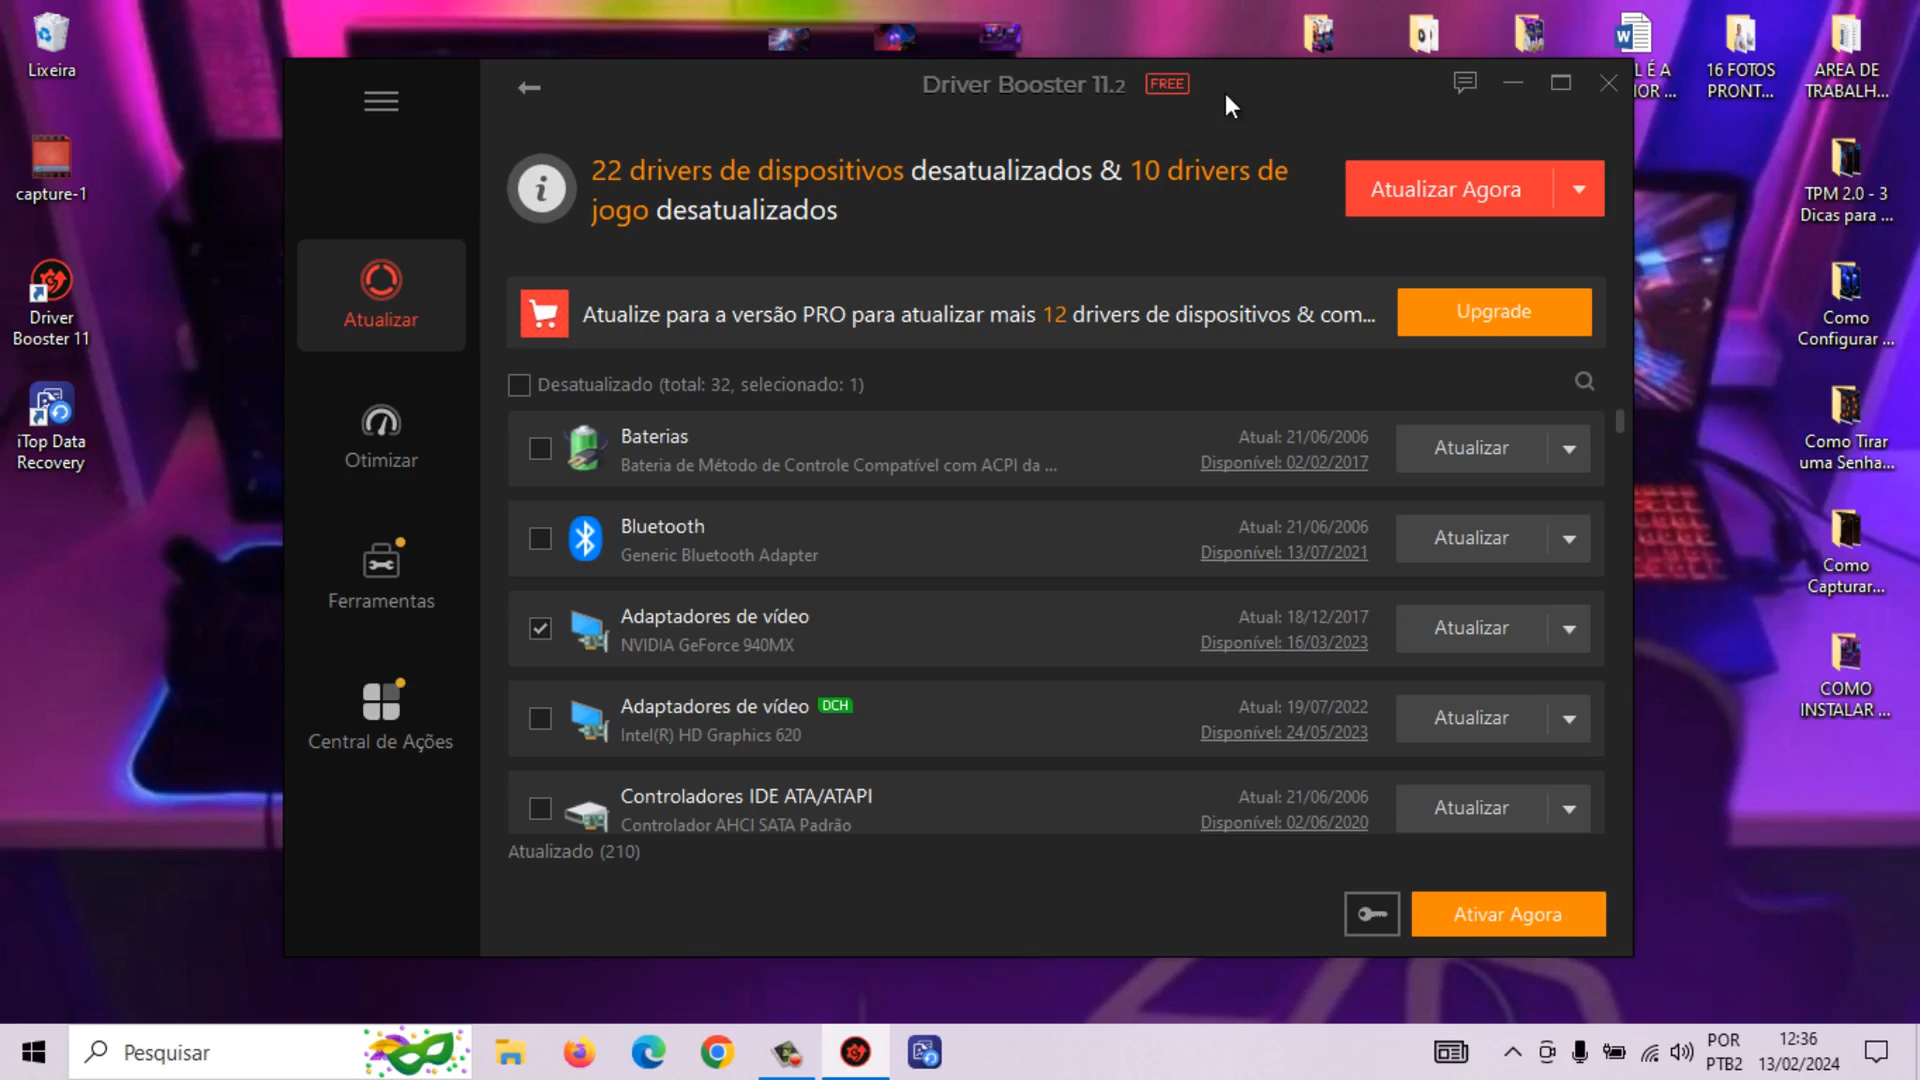 Lixeira
capture-1
Driver
Booster 11
iTop Data
Recovery
L É A
IOR ...
16 FOTOS
PRONT...
AREA DE
TRABALH...
TPM 2.0 - 3
Dicas para ...
Como
Configurar ...
Como Tirar
uma Senha...
Como
Capturar...
COMO
INSTALAR ...
Driver Booster 11.2 FREE
22 drivers de dispositivos desatualizados & 10 drivers de
jogo desatualizados
Atualizar Agora
Atualize para a versão PRO para atualizar mais 12 drivers de dispositivos & com...
Upgrade
Desatualizado (total: 32, selecionado: 1)
Atualizar
Otimizar
Ferramentas
Central de Ações
Baterias
Bateria de Método de Controle Compatível com ACPI da ...
Atual: 21/06/2006
Disponível: 02/02/2017
Atualizar
Bluetooth
Generic Bluetooth Adapter
Atual: 21/06/2006
Disponível: 13/07/2021
Atualizar
Adaptadores de vídeo
NVIDIA GeForce 940MX
Atual: 18/12/2017
Disponível: 16/03/2023
Atualizar
Adaptadores de vídeo DCH
Intel(R) HD Graphics 620
Atual: 19/07/2022
Disponível: 24/05/2023
Atualizar
Controladores IDE ATA/ATAPI
Controlador AHCI SATA Padrão
Atual: 21/06/2006
Disponível: 02/06/2020
Atualizar
Atualizado (210)
Ativar Agora
Pesquisar
POR
PTB2
12:36
13/02/2024